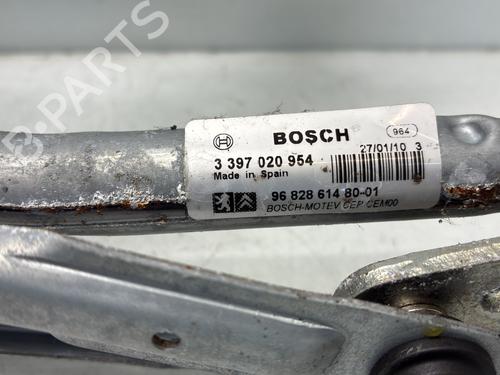 BOSCH
964
3 397 020 954
27/01/10 3
Made in Spain
96 828 614 80-01
BOSCH-MOTEV CEP CEM00
B-PARTS